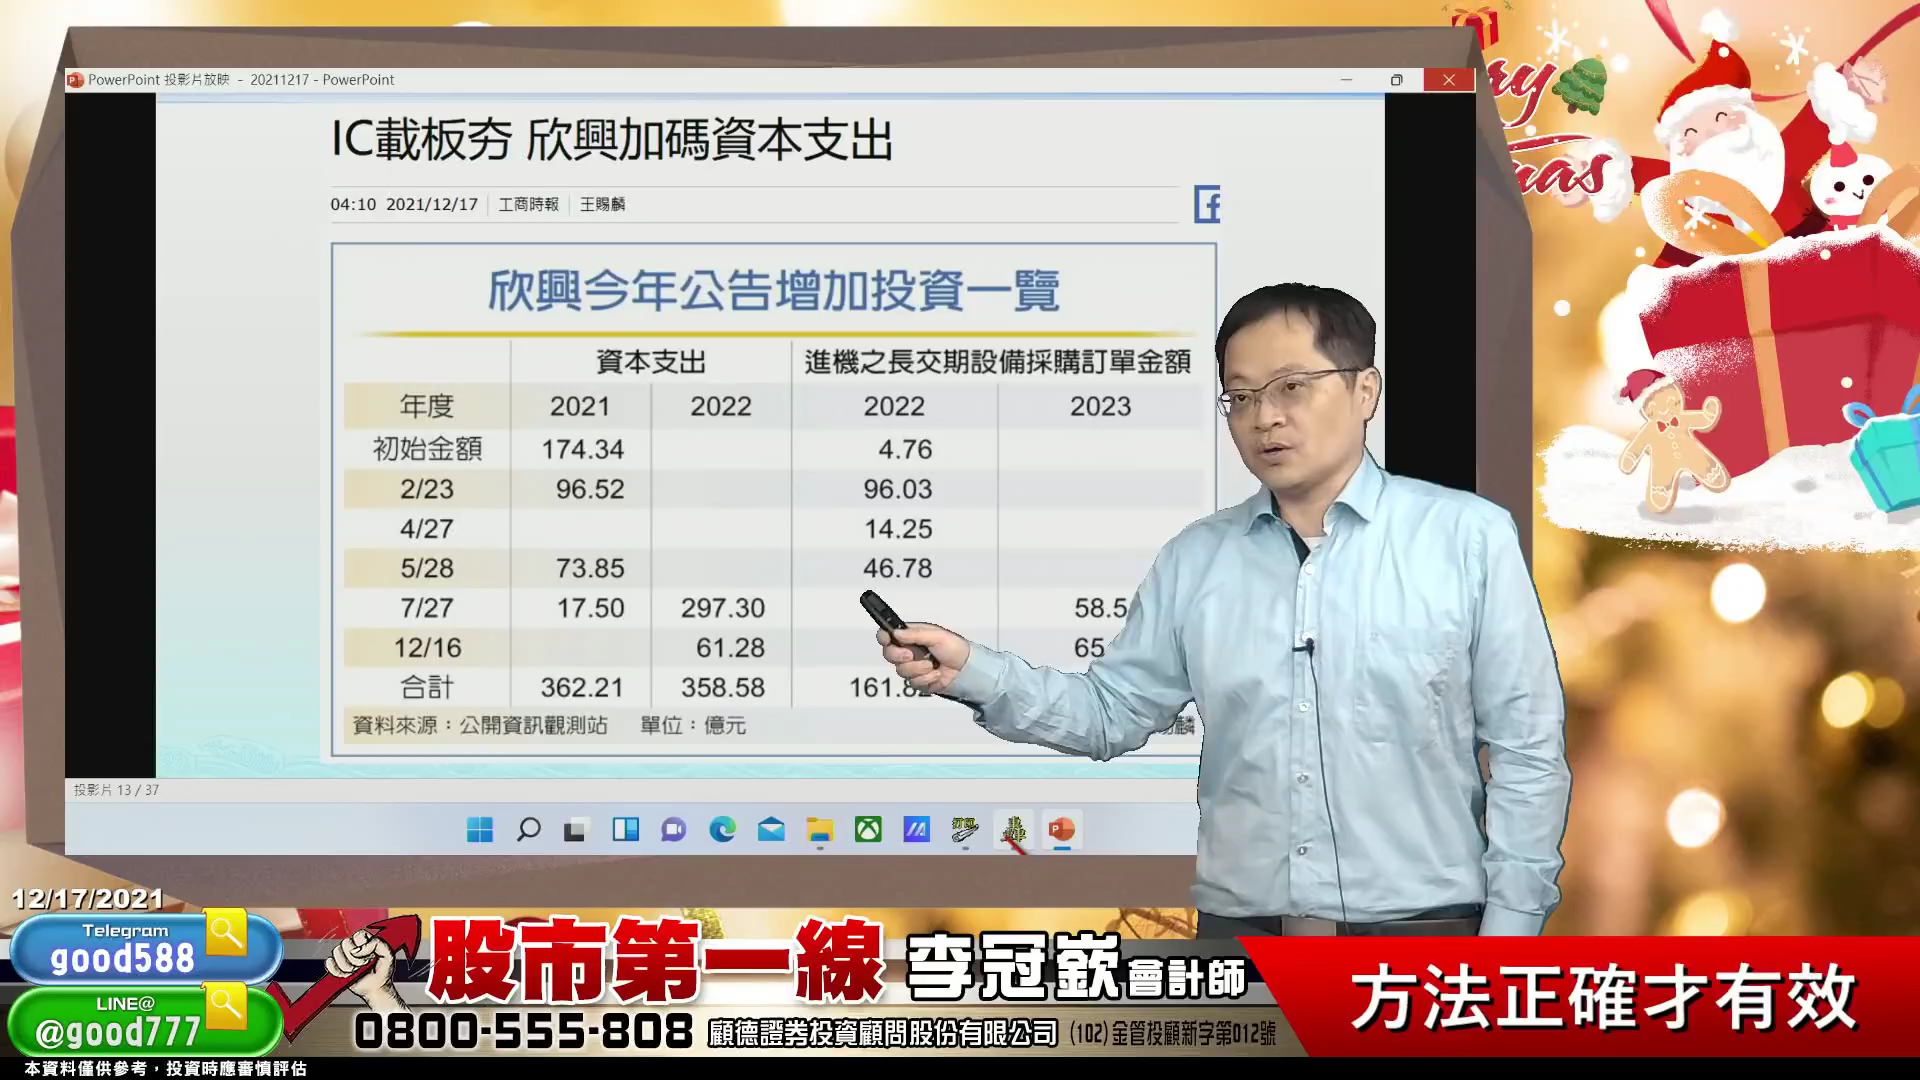 PowerPoint 投影片放映 - 20211217 - PowerPoint
IC載板夯 欣興加碼資本支出
04:10 2021/12/17 工商時報 王賜麟
欣興今年公告增加投資一覽
資本支出 進機之長交期設備採購訂單金額
年度 2021 2022 2022 2023
初始金額 174.34 4.76
2/23 96.52 96.03
4/27 14.25
5/28 73.85 46.78
7/27 17.50 297.30 58.5
12/16 61.28 65
合計 362.21 358.58 161.82
資料來源：公開資訊觀測站 單位：億元
投影片 13 / 37
12/17/2021
Telegram
good588
LINE@
@good777
本資料僅供參考，投資時應審慎評估
股市第一線 李冠嶔 會計師
0800-555-808 顧德證券投資顧問股份有限公司 (102)金管投顧新字第012號
方法正確才有效